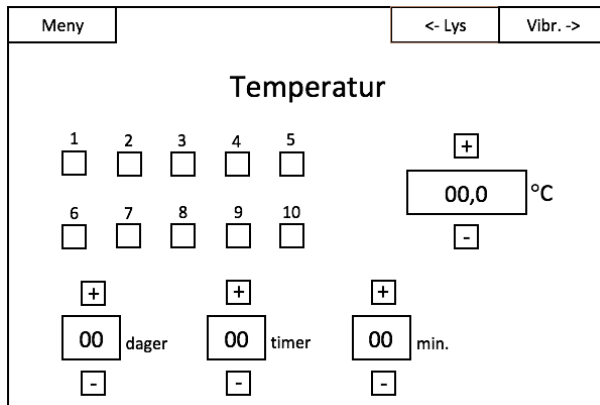 Meny <- Lys Vibr. ->
Temperatur
1 2 3 4 5
+
00,0 °C
6 7 8 9 10
-
+ + +
00 dager 00 timer 00 min.
- - -